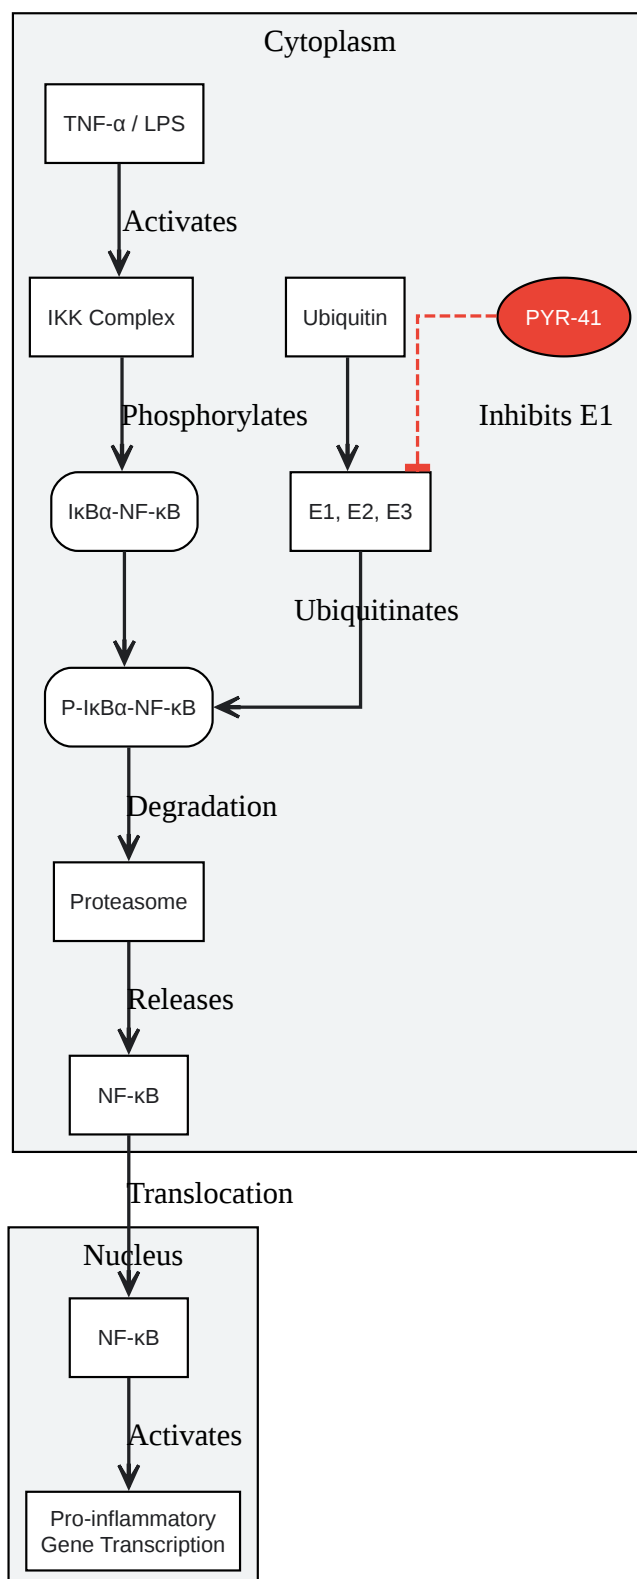 Cytoplasm
TNF-α / LPS
Activates
IKK Complex
Ubiquitin
PYR-41
Phosphorylates
Inhibits E1
IκBα-NF-κB
E1, E2, E3
Ubiquitinates
P-IκBα-NF-κB
Degradation
Proteasome
Releases
NF-κB
Translocation
Nucleus
NF-κB
Activates
Pro-inflammatory
Gene Transcription